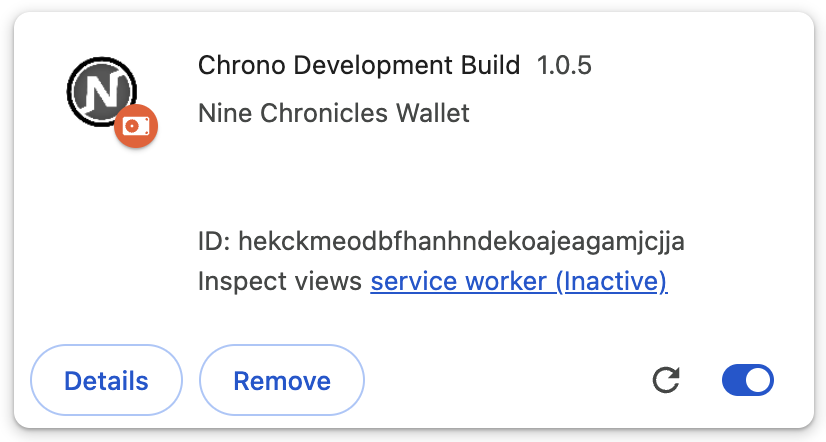 N
Chrono Development Build 1.0.5
Nine Chronicles Wallet
ID: hekckmeodbfhanhndekoajeagamjcjja
Inspect views service worker (Inactive)
Details
Remove